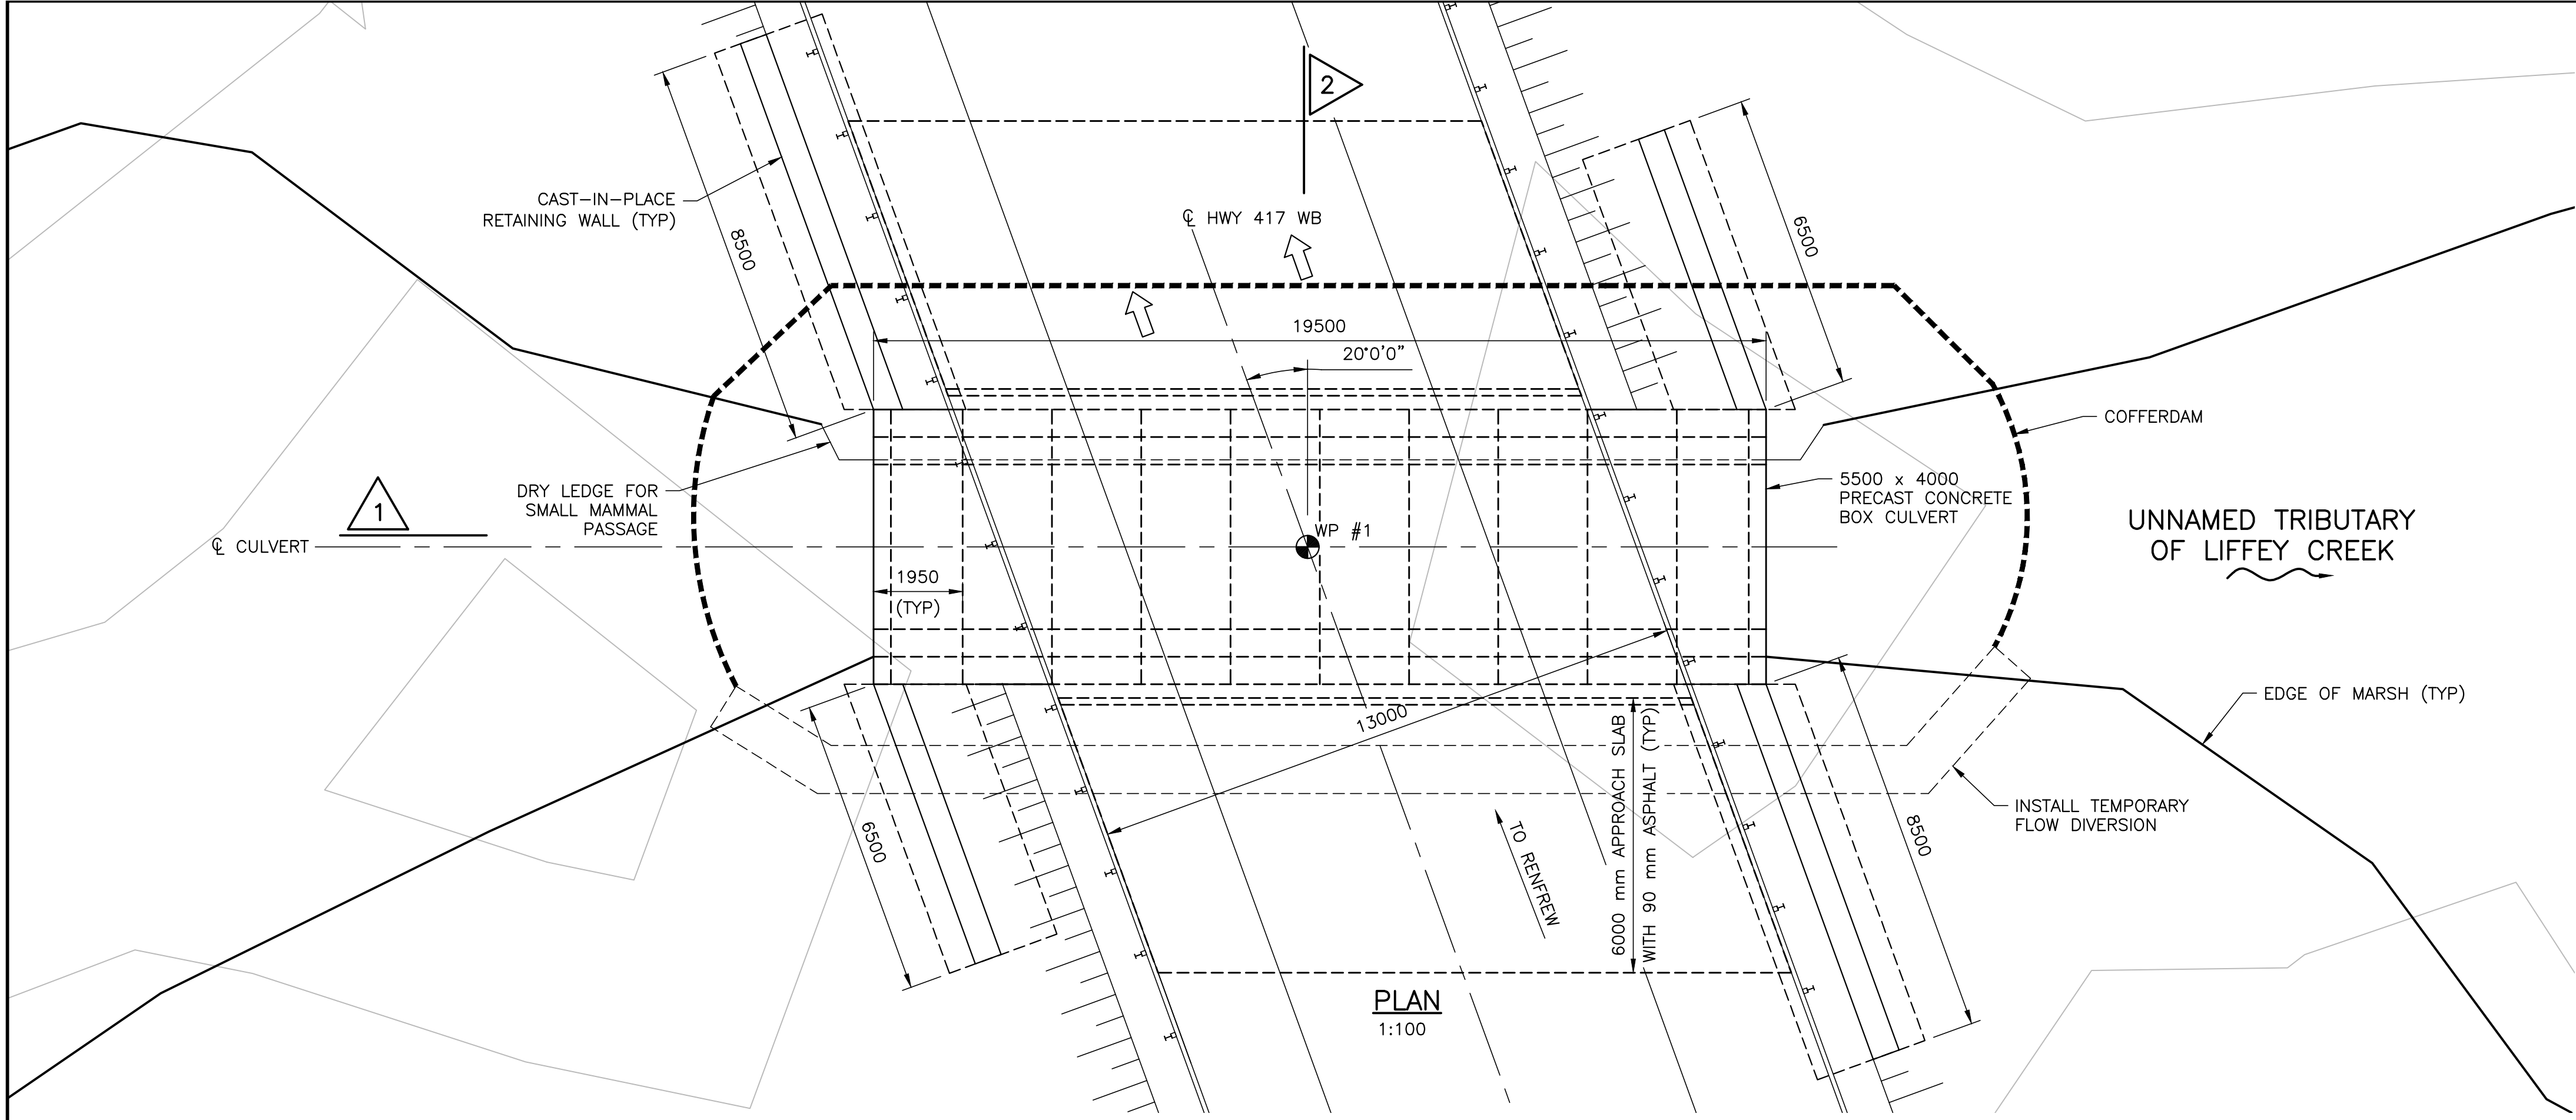 2
CAST-IN-PLACE
RETAINING WALL (TYP)
8500
℄ HWY 417 WB
6500
19500
20°0'0"
COFFERDAM
1
DRY LEDGE FOR
SMALL MAMMAL
PASSAGE
5500 x 4000
PRECAST CONCRETE
BOX CULVERT
UNNAMED TRIBUTARY
OF LIFFEY CREEK
℄ CULVERT
WP #1
1950
(TYP)
EDGE OF MARSH (TYP)
13000
6000 mm APPROACH SLAB
WITH 90 mm ASPHALT (TYP)
INSTALL TEMPORARY
FLOW DIVERSION
6500
TO RENFREW
8500
PLAN
1:100